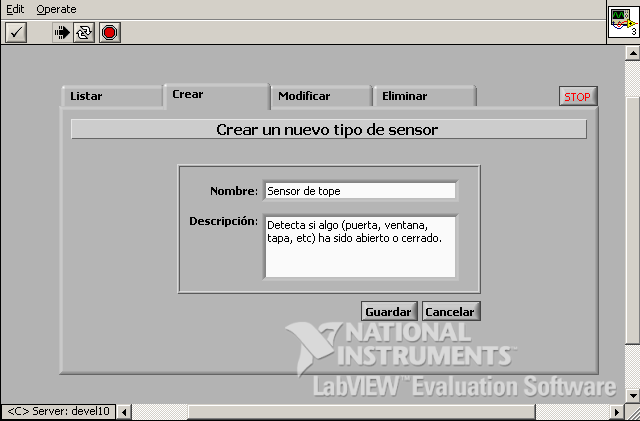 Edit Operate
3
Listar Crear Modificar Eliminar STOP
Crear un nuevo tipo de sensor
Nombre: Sensor de tope
Descripción: Detecta si algo (puerta, ventana,
tapa, etc) ha sido abierto o cerrado.
Guardar Cancelar
NATIONAL
INSTRUMENTS™
LabVIEW™ Evaluation Software
<C> Server: devel10